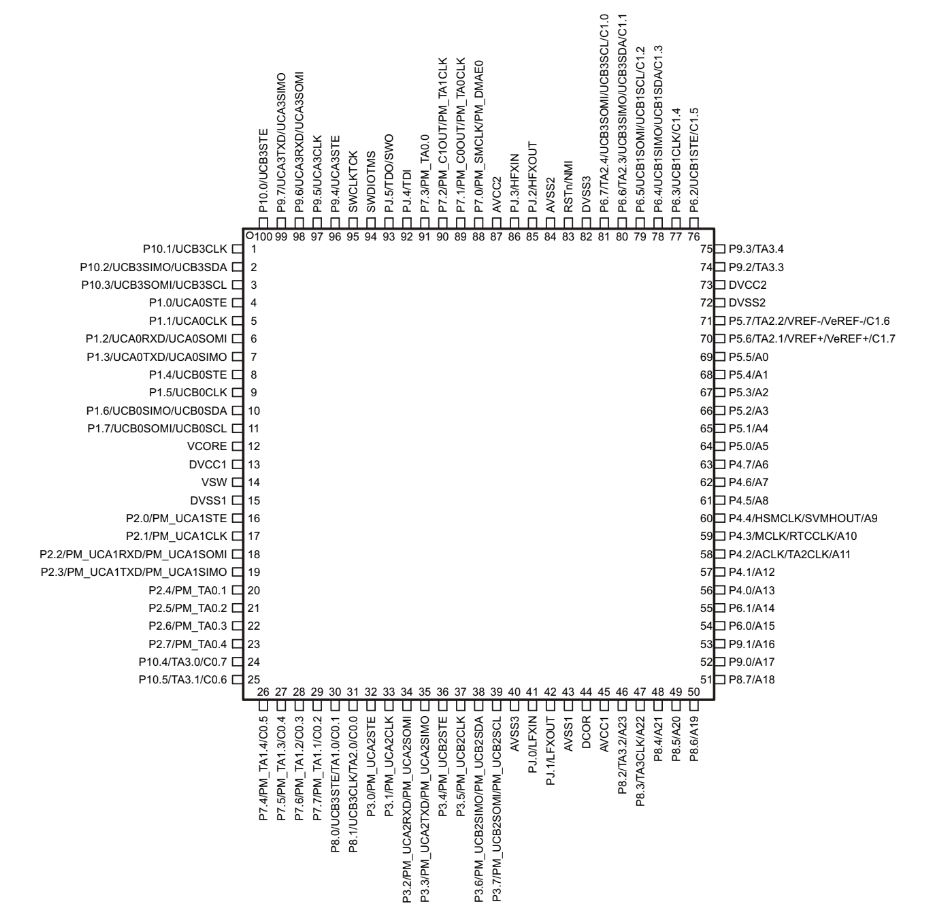 1 P10.1/UCB3CLK
2 P10.2/UCB3SIMO/UCB3SDA
3 P10.3/UCB3SOMI/UCB3SCL
4 P1.0/UCA0STE
5 P1.1/UCA0CLK
6 P1.2/UCA0RXD/UCA0SOMI
7 P1.3/UCA0TXD/UCA0SIMO
8 P1.4/UCB0STE
9 P1.5/UCB0CLK
10 P1.6/UCB0SIMO/UCB0SDA
11 P1.7/UCB0SOMI/UCB0SCL
12 VCORE
13 DVCC1
14 VSW
15 DVSS1
16 P2.0/PM_UCA1STE
17 P2.1/PM_UCA1CLK
18 P2.2/PM_UCA1RXD/PM_UCA1SOMI
19 P2.3/PM_UCA1TXD/PM_UCA1SIMO
20 P2.4/PM_TA0.1
21 P2.5/PM_TA0.2
22 P2.6/PM_TA0.3
23 P2.7/PM_TA0.4
24 P10.4/TA3.0/C0.7
25 P10.5/TA3.1/C0.6
26 P7.4/PM_TA1.4/C0.5
27 P7.5/PM_TA1.3/C0.4
28 P7.6/PM_TA1.2/C0.3
29 P7.7/PM_TA1.1/C0.2
30 P8.0/UCB3STE/TA1.0/C0.1
31 P8.1/UCB3CLK/TA2.0/C0.0
32 P3.0/PM_UCA2STE
33 P3.1/PM_UCA2CLK
34 P3.2/PM_UCA2RXD/PM_UCA2SOMI
35 P3.3/PM_UCA2TXD/PM_UCA2SIMO
36 P3.4/PM_UCB2STE
37 P3.5/PM_UCB2CLK
38 P3.6/PM_UCB2SIMO/PM_UCB2SDA
39 P3.7/PM_UCB2SOMI/PM_UCB2SCL
40 AVSS3
41 PJ.0/LFXIN
42 PJ.1/LFXOUT
43 AVSS1
44 DCOR
45 AVCC1
46 P8.2/TA3.2/A23
47 P8.3/TA3CLK/A22
48 P8.4/A21
49 P8.5/A20
50 P8.6/A19
51 P8.7/A18
52 P9.0/A17
53 P9.1/A16
54 P6.0/A15
55 P6.1/A14
56 P4.0/A13
57 P4.1/A12
58 P4.2/ACLK/TA2CLK/A11
59 P4.3/MCLK/RTCCLK/A10
60 P4.4/HSMCLK/SVMHOUT/A9
61 P4.5/A8
62 P4.6/A7
63 P4.7/A6
64 P5.0/A5
65 P5.1/A4
66 P5.2/A3
67 P5.3/A2
68 P5.4/A1
69 P5.5/A0
70 P5.6/TA2.1/VREF+/VeREF+/C1.7
71 P5.7/TA2.2/VREF-/VeREF-/C1.6
72 DVSS2
73 DVCC2
74 P9.2/TA3.3
75 P9.3/TA3.4
76 P6.2/UCB1STE/C1.5
77 P6.3/UCB1CLK/C1.4
78 P6.4/UCB1SIMO/UCB1SDA/C1.3
79 P6.5/UCB1SOMI/UCB1SCL/C1.2
80 P6.6/TA2.3/UCB3SIMO/UCB3SDA/C1.1
81 P6.7/TA2.4/UCB3SOMI/UCB3SCL/C1.0
82 DVSS3
83 RSTn/NMI
84 AVSS2
85 PJ.2/HFXOUT
86 PJ.3/HFXIN
87 AVCC2
88 P7.0/PM_SMCLK/PM_DMAE0
89 P7.1/PM_C0OUT/PM_TA0CLK
90 P7.2/PM_C1OUT/PM_TA1CLK
91 P7.3/PM_TA0.0
92 PJ.4/TDI
93 PJ.5/TDO/SWO
94 SWDIOTMS
95 SWCLKTCK
96 P9.4/UCA3STE
97 P9.5/UCA3CLK
98 P9.6/UCA3RXD/UCA3SOMI
99 P9.7/UCA3TXD/UCA3SIMO
100 P10.0/UCB3STE